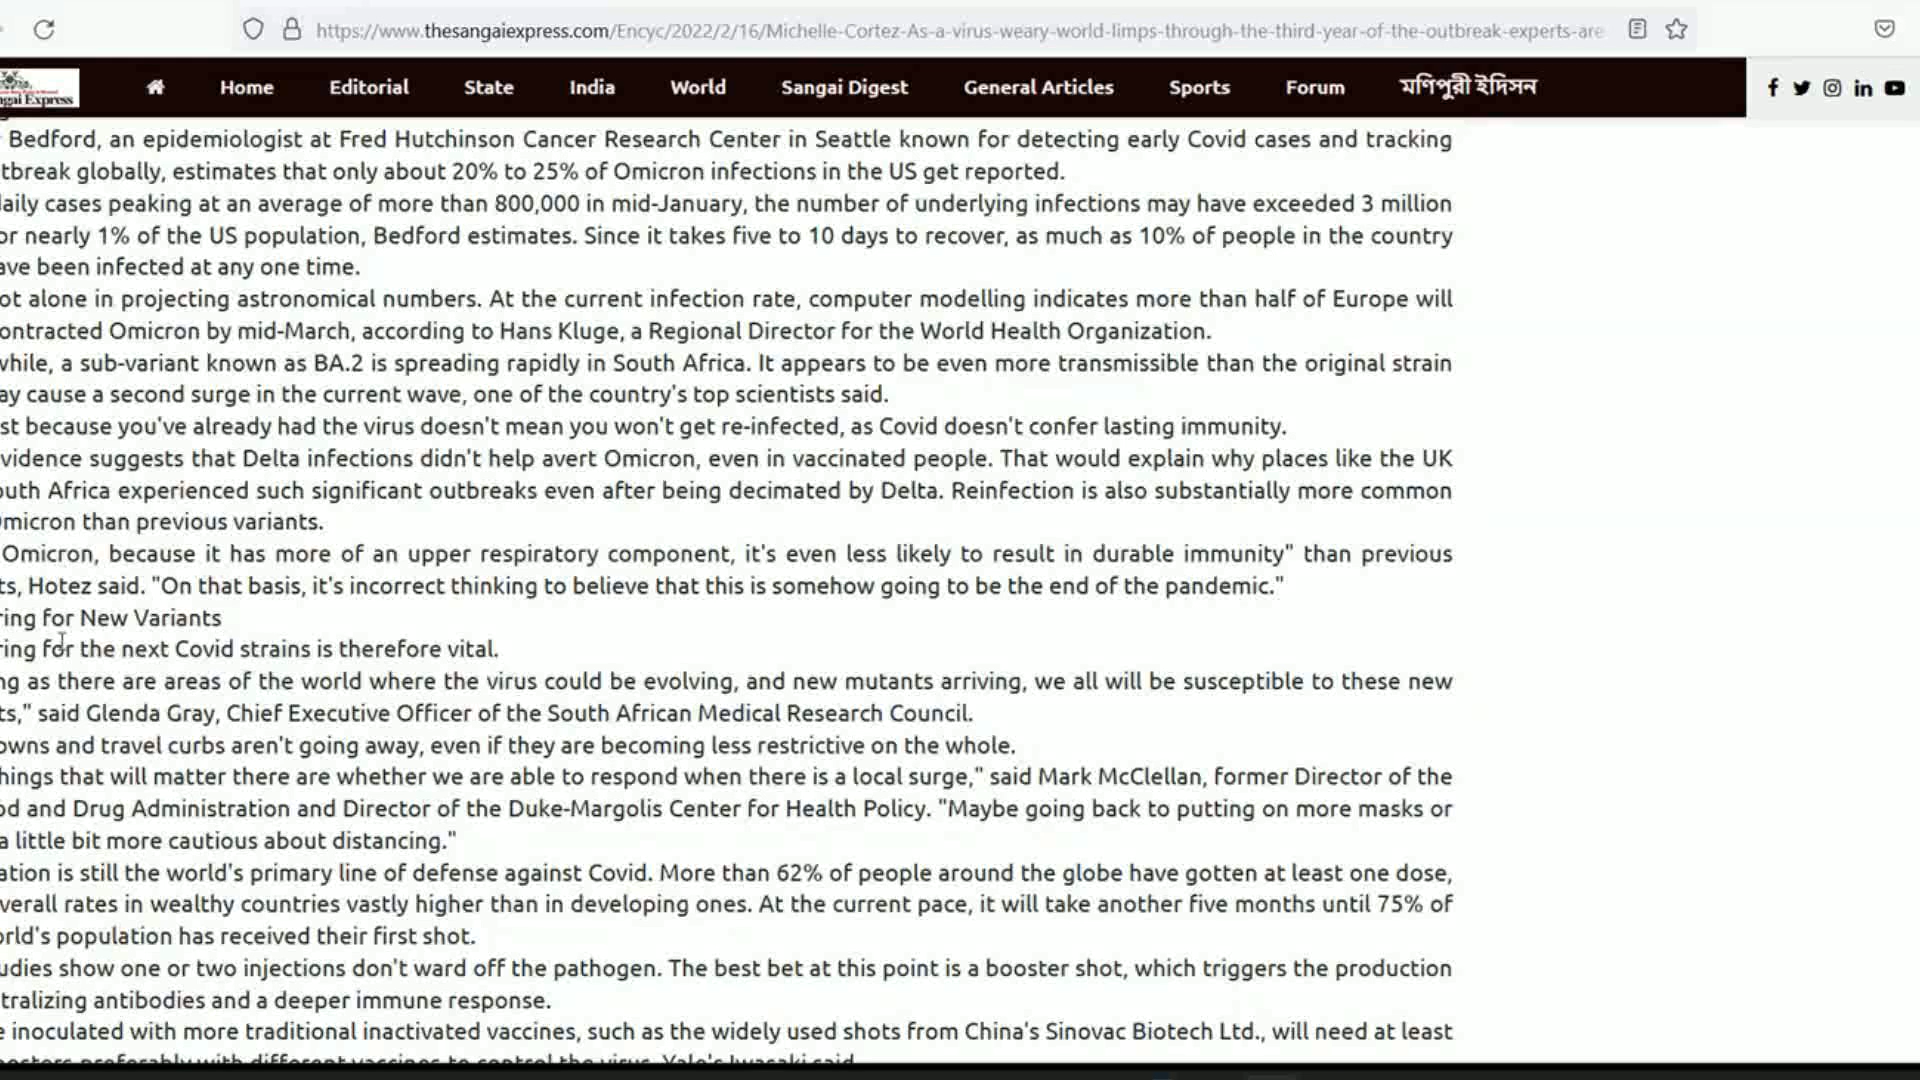 https://www.thesangaiexpress.com/Encyc/2022/2/16/Michelle-Cortez-As-a-virus-weary-world-limps-through-the-third-year-of-the-outbreak-experts-are
ngai Express
Home Editorial State India World Sangai Digest General Articles Sports Forum মণিপুরী ইদিসন
Bedford, an epidemiologist at Fred Hutchinson Cancer Research Center in Seattle known for detecting early Covid cases and tracking
tbreak globally, estimates that only about 20% to 25% of Omicron infections in the US get reported.
daily cases peaking at an average of more than 800,000 in mid-January, the number of underlying infections may have exceeded 3 million
or nearly 1% of the US population, Bedford estimates. Since it takes five to 10 days to recover, as much as 10% of people in the country
ave been infected at any one time.
ot alone in projecting astronomical numbers. At the current infection rate, computer modelling indicates more than half of Europe will
ontracted Omicron by mid-March, according to Hans Kluge, a Regional Director for the World Health Organization.
while, a sub-variant known as BA.2 is spreading rapidly in South Africa. It appears to be even more transmissible than the original strain
ay cause a second surge in the current wave, one of the country's top scientists said.
st because you've already had the virus doesn't mean you won't get re-infected, as Covid doesn't confer lasting immunity.
vidence suggests that Delta infections didn't help avert Omicron, even in vaccinated people. That would explain why places like the UK
outh Africa experienced such significant outbreaks even after being decimated by Delta. Reinfection is also substantially more common
Omicron than previous variants.
Omicron, because it has more of an upper respiratory component, it's even less likely to result in durable immunity" than previous
ts, Hotez said. "On that basis, it's incorrect thinking to believe that this is somehow going to be the end of the pandemic."
ring for New Variants
ring for the next Covid strains is therefore vital.
ng as there are areas of the world where the virus could be evolving, and new mutants arriving, we all will be susceptible to these new
ts," said Glenda Gray, Chief Executive Officer of the South African Medical Research Council.
owns and travel curbs aren't going away, even if they are becoming less restrictive on the whole.
hings that will matter there are whether we are able to respond when there is a local surge," said Mark McClellan, former Director of the
od and Drug Administration and Director of the Duke-Margolis Center for Health Policy. "Maybe going back to putting on more masks or
a little bit more cautious about distancing."
ation is still the world's primary line of defense against Covid. More than 62% of people around the globe have gotten at least one dose,
verall rates in wealthy countries vastly higher than in developing ones. At the current pace, it will take another five months until 75% of
orld's population has received their first shot.
udies show one or two injections don't ward off the pathogen. The best bet at this point is a booster shot, which triggers the production
tralizing antibodies and a deeper immune response.
e inoculated with more traditional inactivated vaccines, such as the widely used shots from China's Sinovac Biotech Ltd., will need at least
oosters preferably with different vaccines to control the virus, Yale's Iwasaki said.